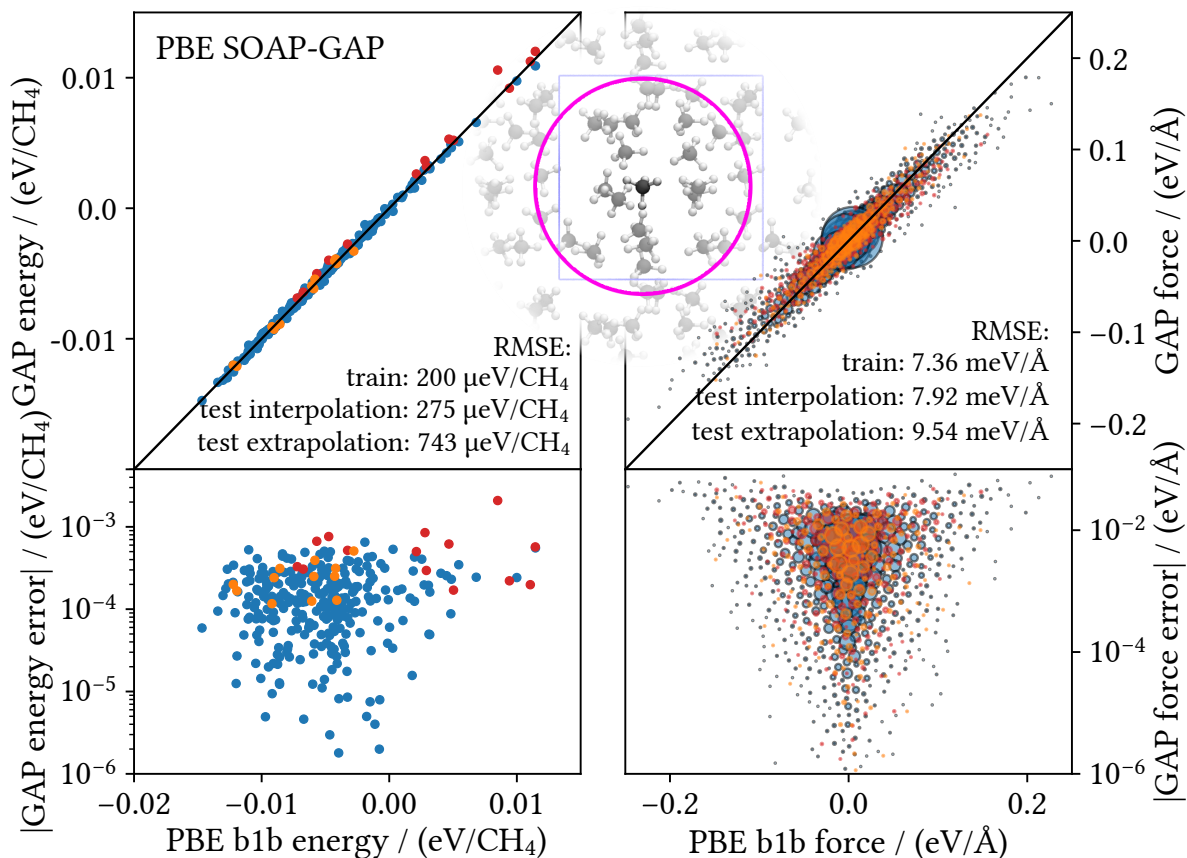 PBE SOAP-GAP
GAP energy / (eV/CH₄)
0.01
0.0
−0.01
RMSE:
train: 200 µeV/CH₄
test interpolation: 275 µeV/CH₄
test extrapolation: 743 µeV/CH₄
GAP force / (eV/Å)
0.2
0.1
0.0
−0.1
−0.2
RMSE:
train: 7.36 meV/Å
test interpolation: 7.92 meV/Å
test extrapolation: 9.54 meV/Å
|GAP energy error| / (eV/CH₄)
10⁻³
10⁻⁴
10⁻⁵
10⁻⁶
−0.02 −0.01 0.00 0.01
PBE b1b energy / (eV/CH₄)
|GAP force error| / (eV/Å)
10⁻²
10⁻⁴
10⁻⁶
−0.2 0.0 0.2
PBE b1b force / (eV/Å)